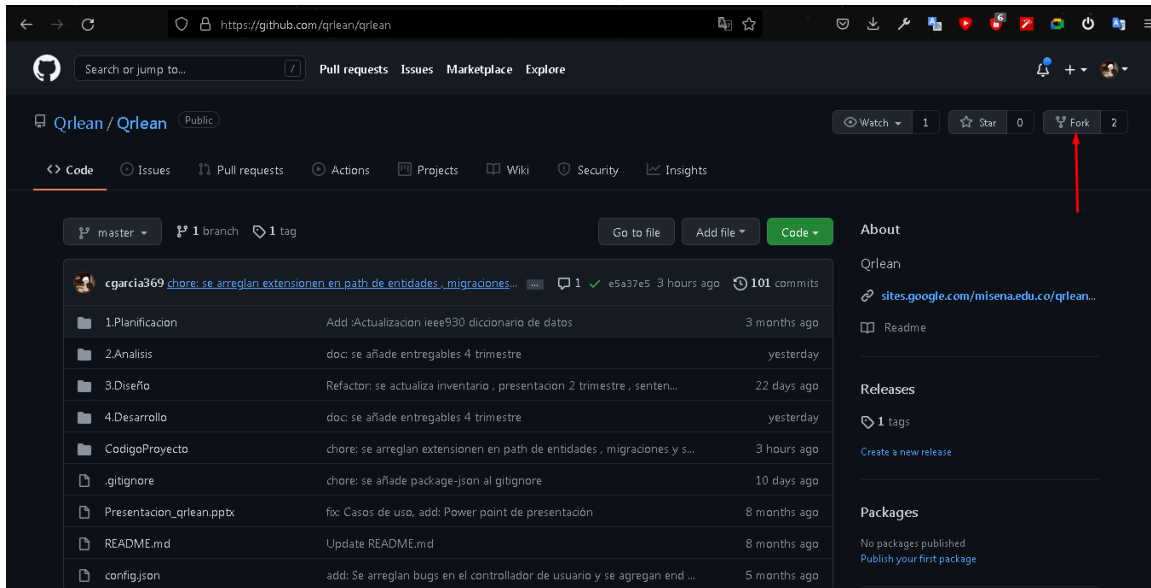 https://github.com/qrlean/qrlean
6
Search or jump to... / Pull requests Issues Marketplace Explore
Qrlean / Qrlean Public
Watch 1 Star 0 Fork 2
<> Code Issues Pull requests Actions Projects Wiki Security Insights
master 1 branch 1 tag Go to file Add file Code
About
cgarcia369 chore: se arreglan extensionen en path de entidades , migraciones... ... 1 e5a37e5 3 hours ago 101 commits
Qrlean
sites.google.com/misena.edu.co/qrlean...
Readme
1.Planificacion Add :Actualizacion ieee930 diccionario de datos 3 months ago
2.Analisis doc: se añade entregables 4 trimestre yesterday
3.Diseño Refactor: se actualiza inventario , presentacion 2 trimestre , senten... 22 days ago
4.Desarrollo doc: se añade entregables 4 trimestre yesterday
CodigoProyecto chore: se arreglan extensionen en path de entidades , migraciones y s... 3 hours ago
.gitignore chore: se añade package-json al gitignore 10 days ago
Presentacion_qrlean.pptx fix: Casos de uso, add: Power point de presentación 8 months ago
README.md Update README.md 8 months ago
config.json add: Se arreglan bugs en el controlador de usuario y se agregan end ... 5 months ago
Releases
1 tags
Create a new release
Packages
No packages published
Publish your first package